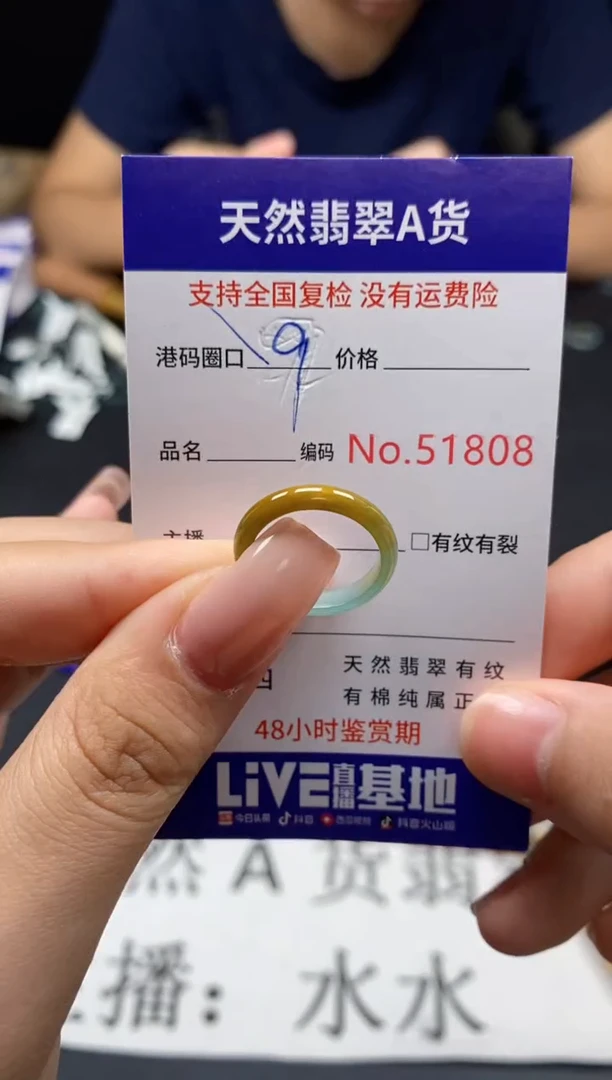 天然翡翠A货
支持全国复检 没有运费险
港码圈口 19 价格
品名 编码 No.51808
主播 □有纹有裂
天然翡翠有纹
有棉纯属正
48小时鉴赏期
LiVE直播基地
今日头条 抖音 西瓜视频 抖音火山版
然A货翡
播：水水